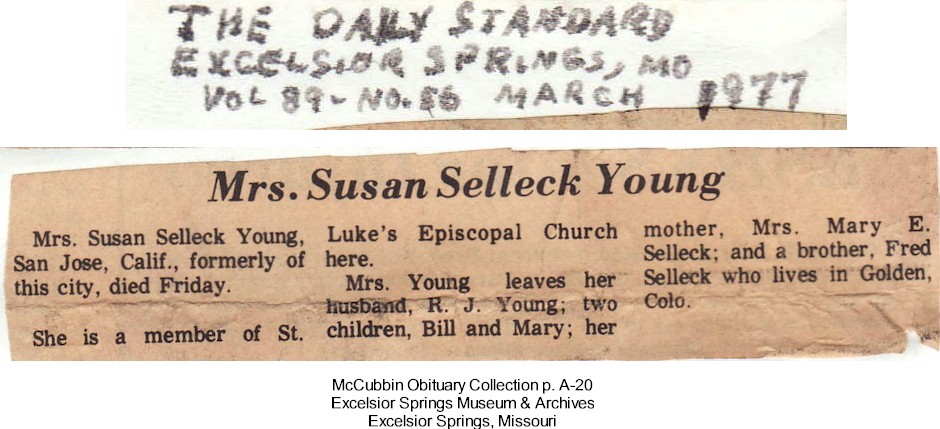 THE DAILY STANDARD
EXCELSIOR SPRINGS, MO
VOL 89-NO. 86 MARCH 1977
Mrs. Susan Selleck Young
Mrs. Susan Selleck Young,
San Jose, Calif., formerly of
this city, died Friday.
She is a member of St.
Luke's Episcopal Church
here.
Mrs. Young leaves her
husband, R. J. Young; two
children, Bill and Mary; her
mother, Mrs. Mary E.
Selleck; and a brother, Fred
Selleck who lives in Golden,
Colo.
McCubbin Obituary Collection p. A-20
Excelsior Springs Museum & Archives
Excelsior Springs, Missouri